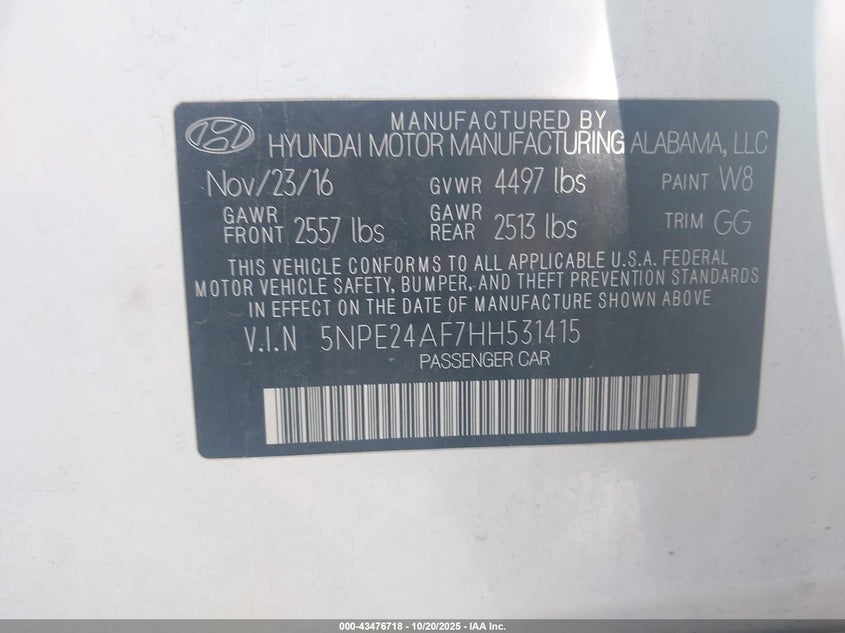 MANUFACTURED BY
HYUNDAI MOTOR MANUFACTURING ALABAMA, LLC
Nov/23/16 GVWR 4497 lbs PAINT W8
GAWR FRONT 2557 lbs GAWR REAR 2513 lbs TRIM GG
THIS VEHICLE CONFORMS TO ALL APPLICABLE U.S.A. FEDERAL
MOTOR VEHICLE SAFETY, BUMPER, AND THEFT PREVENTION STANDARDS
IN EFFECT ON THE DATE OF MANUFACTURE SHOWN ABOVE
V.I.N 5NPE24AF7HH531415
PASSENGER CAR
000-43476718 - 10/20/2025 - IAA Inc.